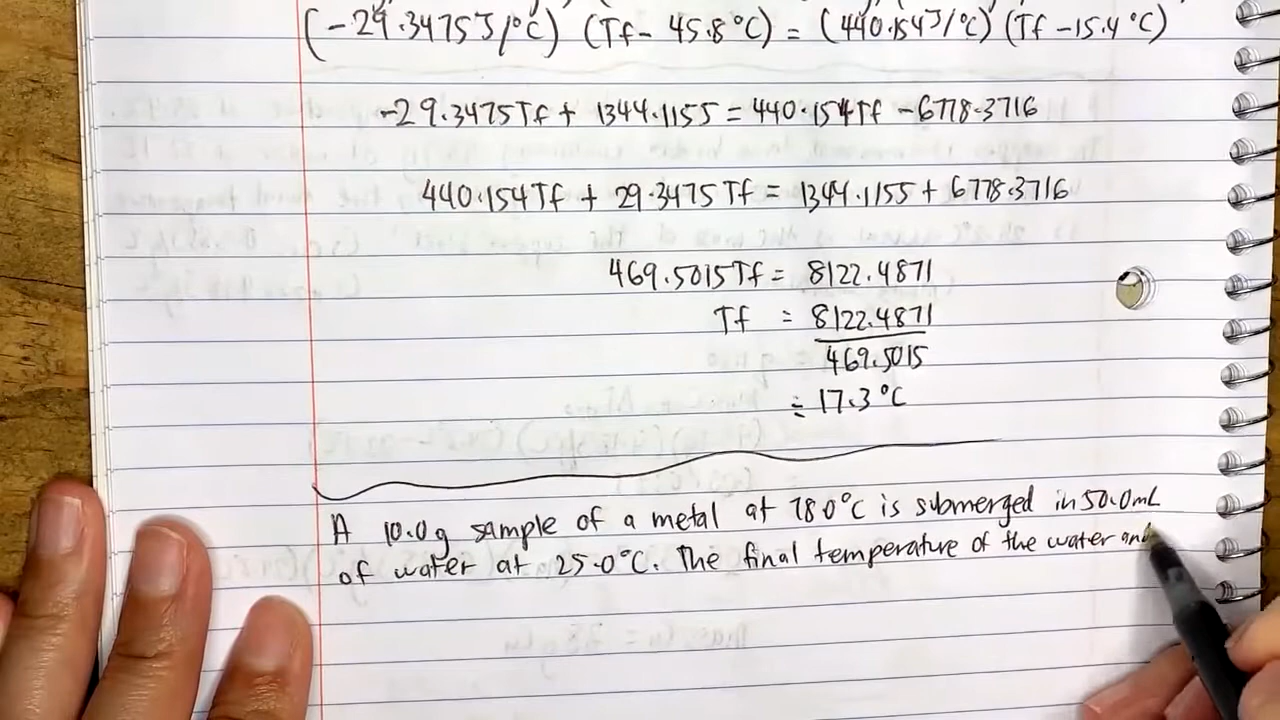 (-29.3475J/°C) (Tf - 45.8°C) = (440.154J/°C) (Tf - 15.4°C)
-29.3475Tf + 1344.1155 = 440.154Tf - 6778.3716
440.154Tf + 29.3475Tf = 1344.1155 + 6778.3716
469.5015Tf = 8122.4871
Tf = 8122.4871
469.5015
= 17.3°C
A 10.0g sample of a metal at 78.0°C is submerged in 50.0mL
of water at 25.0°C. The final temperature of the water and